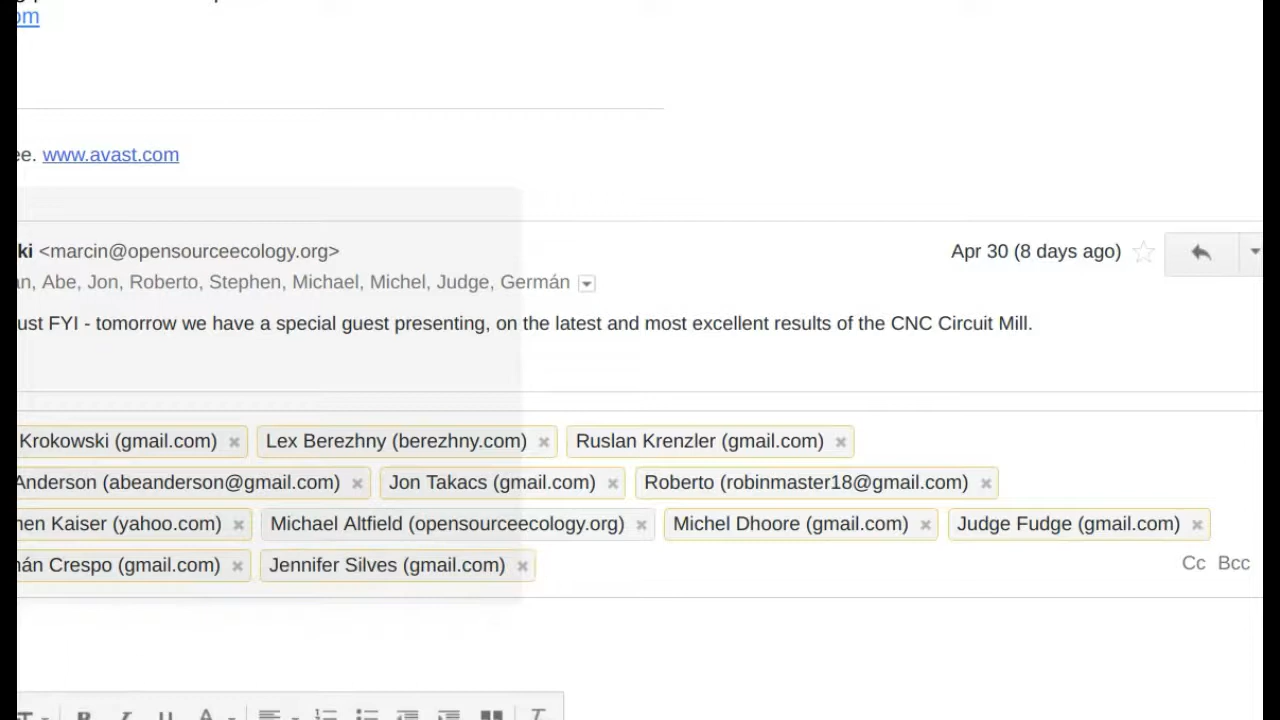 om
ee. www.avast.com
ki <marcin@opensourceecology.org>
Apr 30 (8 days ago)
an, Abe, Jon, Roberto, Stephen, Michael, Michel, Judge, Germán
ust FYI - tomorrow we have a special guest presenting, on the latest and most excellent results of the CNC Circuit Mill.
Krokowski (gmail.com) × Lex Berezhny (berezhny.com) × Ruslan Krenzler (gmail.com) ×
Anderson (abeanderson@gmail.com) × Jon Takacs (gmail.com) × Roberto (robinmaster18@gmail.com) ×
hen Kaiser (yahoo.com) × Michael Altfield (opensourceecology.org) × Michel Dhoore (gmail.com) × Judge Fudge (gmail.com) ×
nán Crespo (gmail.com) × Jennifer Silves (gmail.com) ×
Cc Bcc
T B I U A T